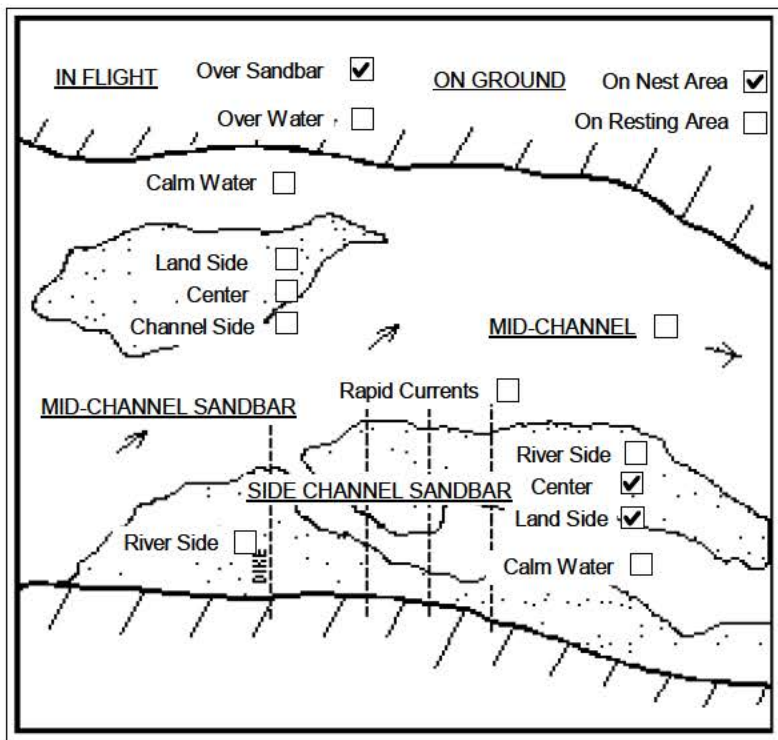 IN FLIGHT Over Sandbar ON GROUND On Nest Area
Over Water On Resting Area
Calm Water
Land Side
Center
Channel Side
MID-CHANNEL
Rapid Currents
MID-CHANNEL SANDBAR
River Side
SIDE CHANNEL SANDBAR Center
Land Side
River Side
DIKE
Calm Water